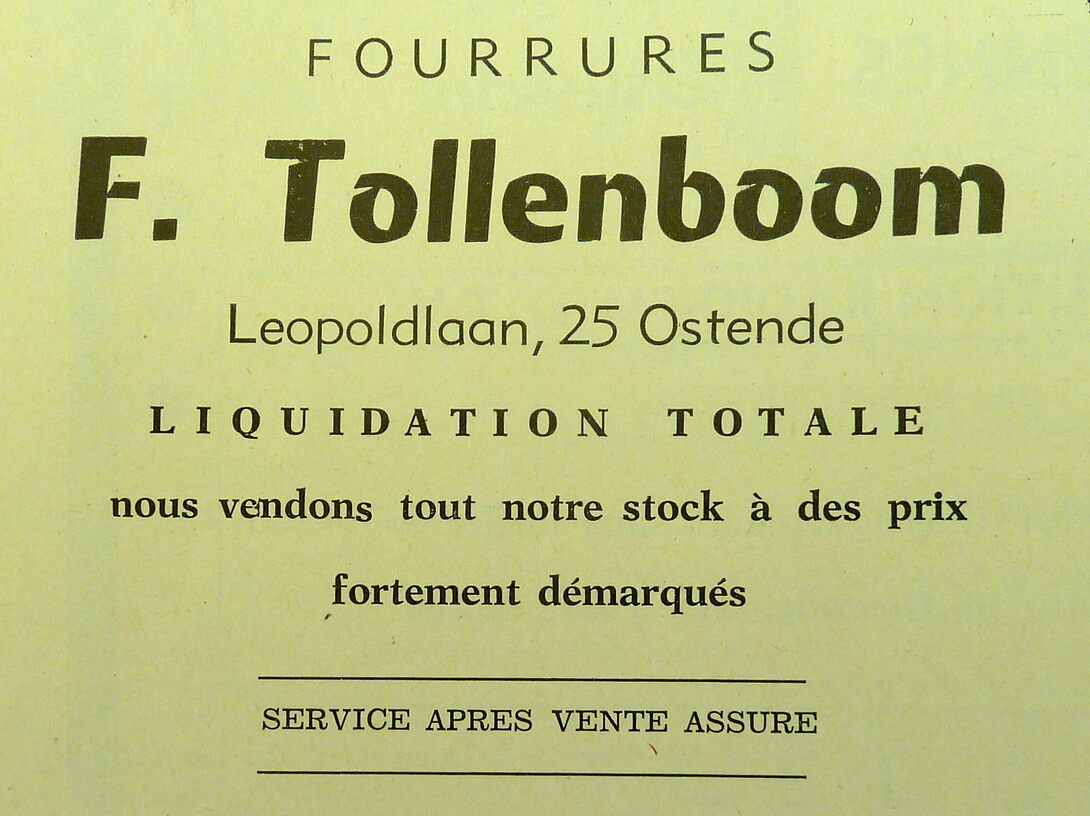 FOURRURES
F. Tollenboom
Leopoldlaan, 25 Ostende
LIQUIDATION TOTALE
nous vendons tout notre stock à des prix
fortement démarqués
SERVICE APRES VENTE ASSURE